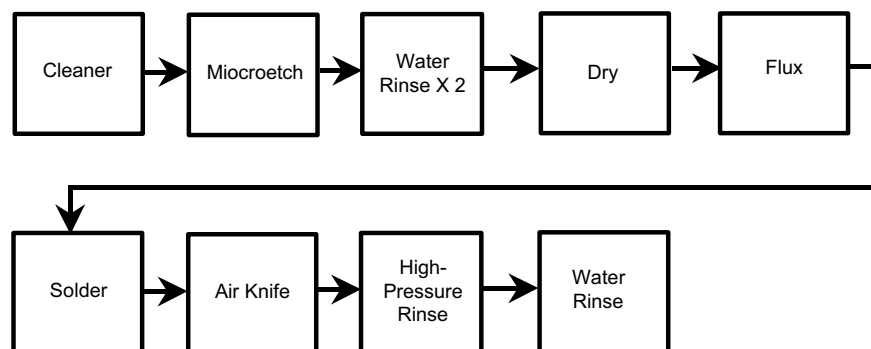 Cleaner
Miocroetch
Water
Rinse X 2
Dry
Flux
Solder
Air Knife
High-
Pressure
Rinse
Water
Rinse